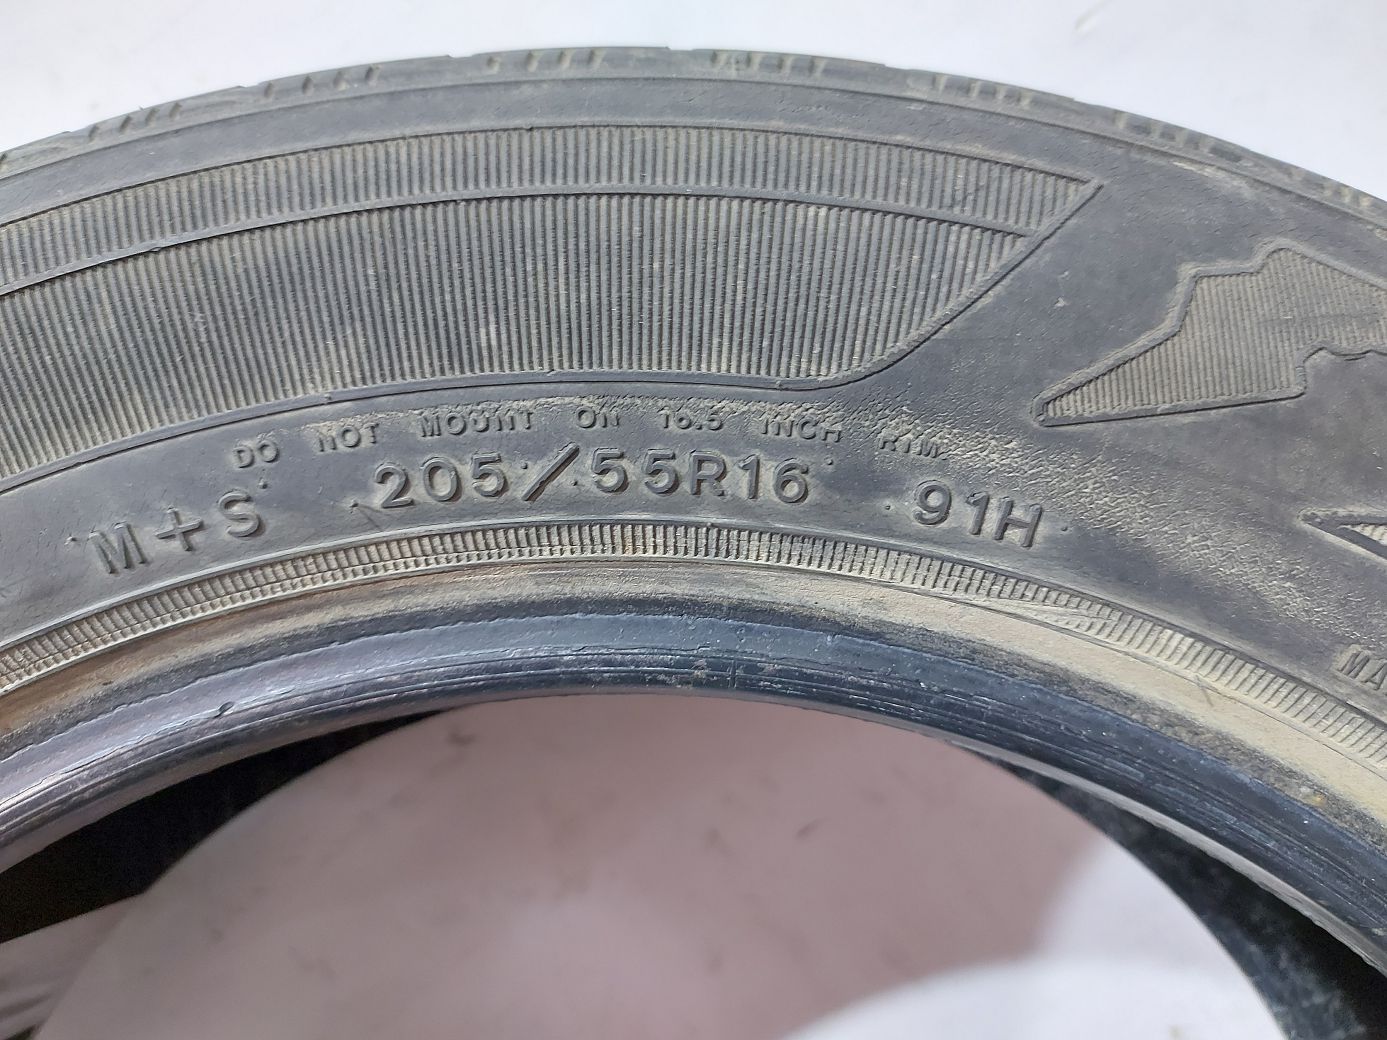 DO NOT MOUNT ON 16.5 INCH RIM
M+S 205/55R16 91H